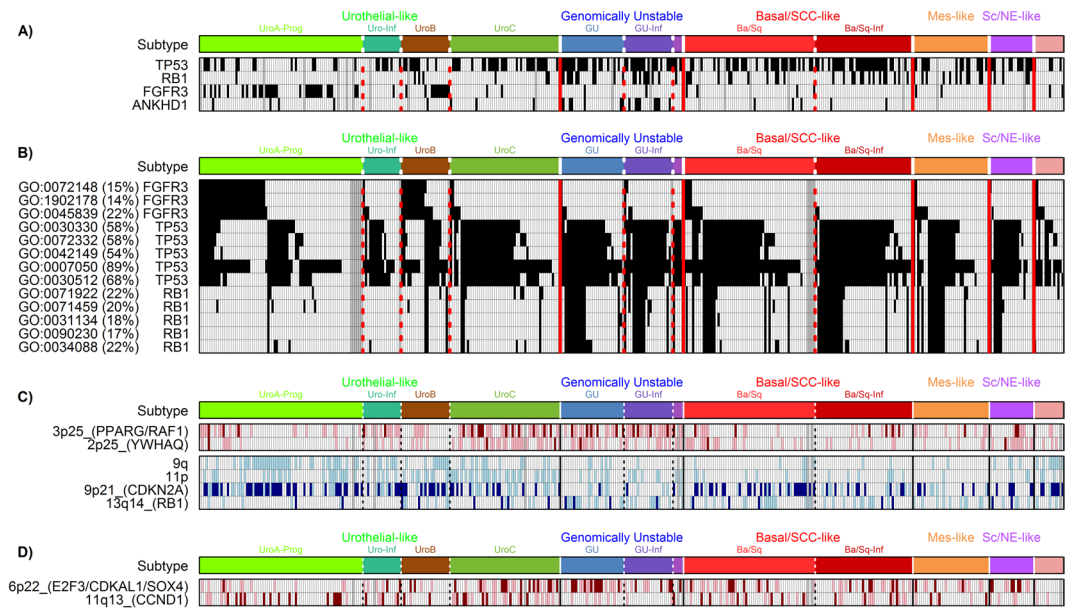 Urothelial-like Genomically Unstable Basal/SCC-like Mes-like Sc/NE-like
A) UroA-Prog Uro-Inf UroB UroC GU GU-Inf Ba/Sq Ba/Sq-Inf
Subtype
TP53
RB1
FGFR3
ANKHD1
Urothelial-like Genomically Unstable Basal/SCC-like Mes-like Sc/NE-like
B) UroA-Prog Uro-Inf UroB UroC GU GU-Inf Ba/Sq Ba/Sq-Inf
Subtype
GO:0072148 (15%) FGFR3
GO:1902178 (14%) FGFR3
GO:0045839 (22%) FGFR3
GO:0030330 (58%) TP53
GO:0072332 (58%) TP53
GO:0042149 (54%) TP53
GO:0007050 (89%) TP53
GO:0030512 (68%) TP53
GO:0071922 (22%) RB1
GO:0071459 (20%) RB1
GO:0031134 (18%) RB1
GO:0090230 (17%) RB1
GO:0034088 (22%) RB1
Urothelial-like Genomically Unstable Basal/SCC-like Mes-like Sc/NE-like
C) UroA-Prog Uro-Inf UroB UroC GU GU-Inf Ba/Sq Ba/Sq-Inf
Subtype
3p25_(PPARG/RAF1)
2p25_(YWHAQ)
9q
11p
9p21_(CDKN2A)
13q14_(RB1)
Urothelial-like Genomically Unstable Basal/SCC-like Mes-like Sc/NE-like
D) UroA-Prog Uro-Inf UroB UroC GU GU-Inf Ba/Sq Ba/Sq-Inf
Subtype
6p22_(E2F3/CDKAL1/SOX4)
11q13_(CCND1)